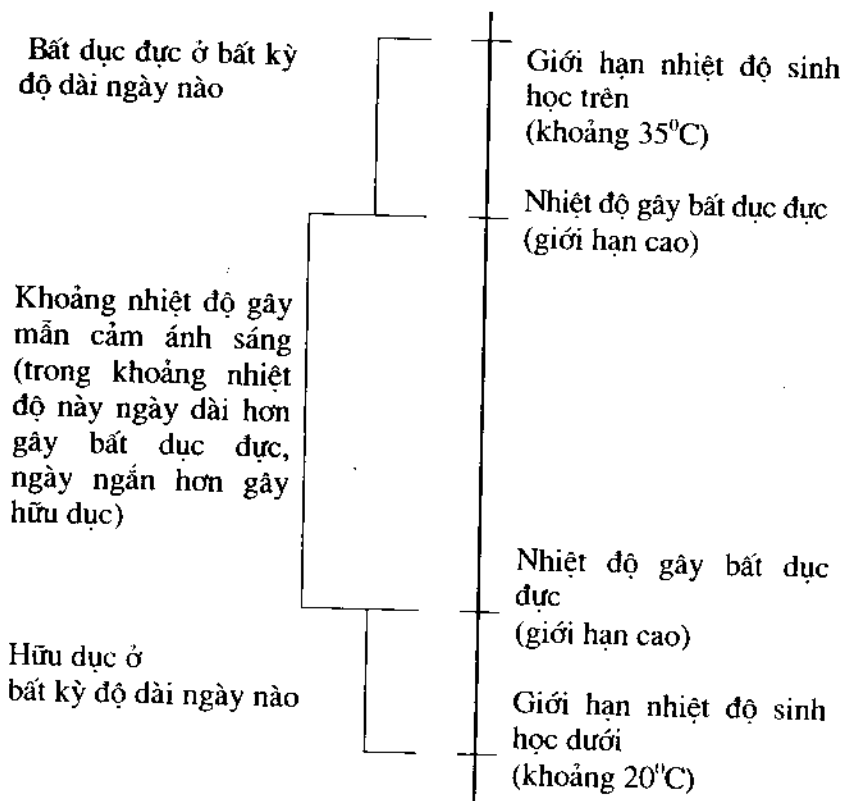 Bất dục đực ở bất kỳ
độ dài ngày nào
Giới hạn nhiệt độ sinh
học trên
(khoảng 35⁰C)
Nhiệt độ gây bất dục đực
(giới hạn cao)
Khoảng nhiệt độ gây
mẫn cảm ánh sáng
(trong khoảng nhiệt
độ này ngày dài hơn
gây bất dục đực,
ngày ngắn hơn gây
hữu dục)
Nhiệt độ gây bất dục
đực
(giới hạn cao)
Hữu dục ở
bất kỳ độ dài ngày nào
Giới hạn nhiệt độ sinh
học dưới
(khoảng 20⁰C)